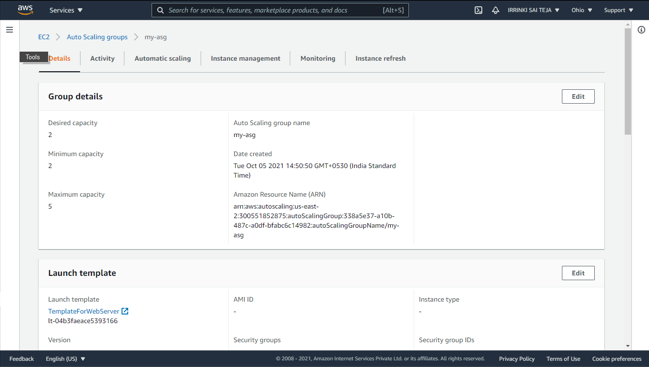 aws
Services ▼
Search for services, features, marketplace products, and docs [Alt+S]
IRRINKI SAI TEJA ▼
Ohio ▼
Support ▼
EC2 > Auto Scaling groups > my-asg
Tools
Details
Activity
Automatic scaling
Instance management
Monitoring
Instance refresh
Group details
Edit
Desired capacity
2
Minimum capacity
2
Maximum capacity
5
Auto Scaling group name
my-asg
Date created
Tue Oct 05 2021 14:50:50 GMT+0530 (India Standard
Time)
Amazon Resource Name (ARN)
arn:aws:autoscaling:us-east-
2:300551852875:autoScalingGroup:338a5e37-a10b-
487c-a0df-bfabc6c14982:autoScalingGroupName/my-
asg
Launch template
Edit
Launch template
TemplateForWebServer
lt-04b3faeace5393166
AMI ID
-
Instance type
-
Version
Security groups
Security group IDs
Feedback
English (US) ▼
© 2008 - 2021, Amazon Internet Services Private Ltd. or its affiliates. All rights reserved.
Privacy Policy
Terms of Use
Cookie preferences